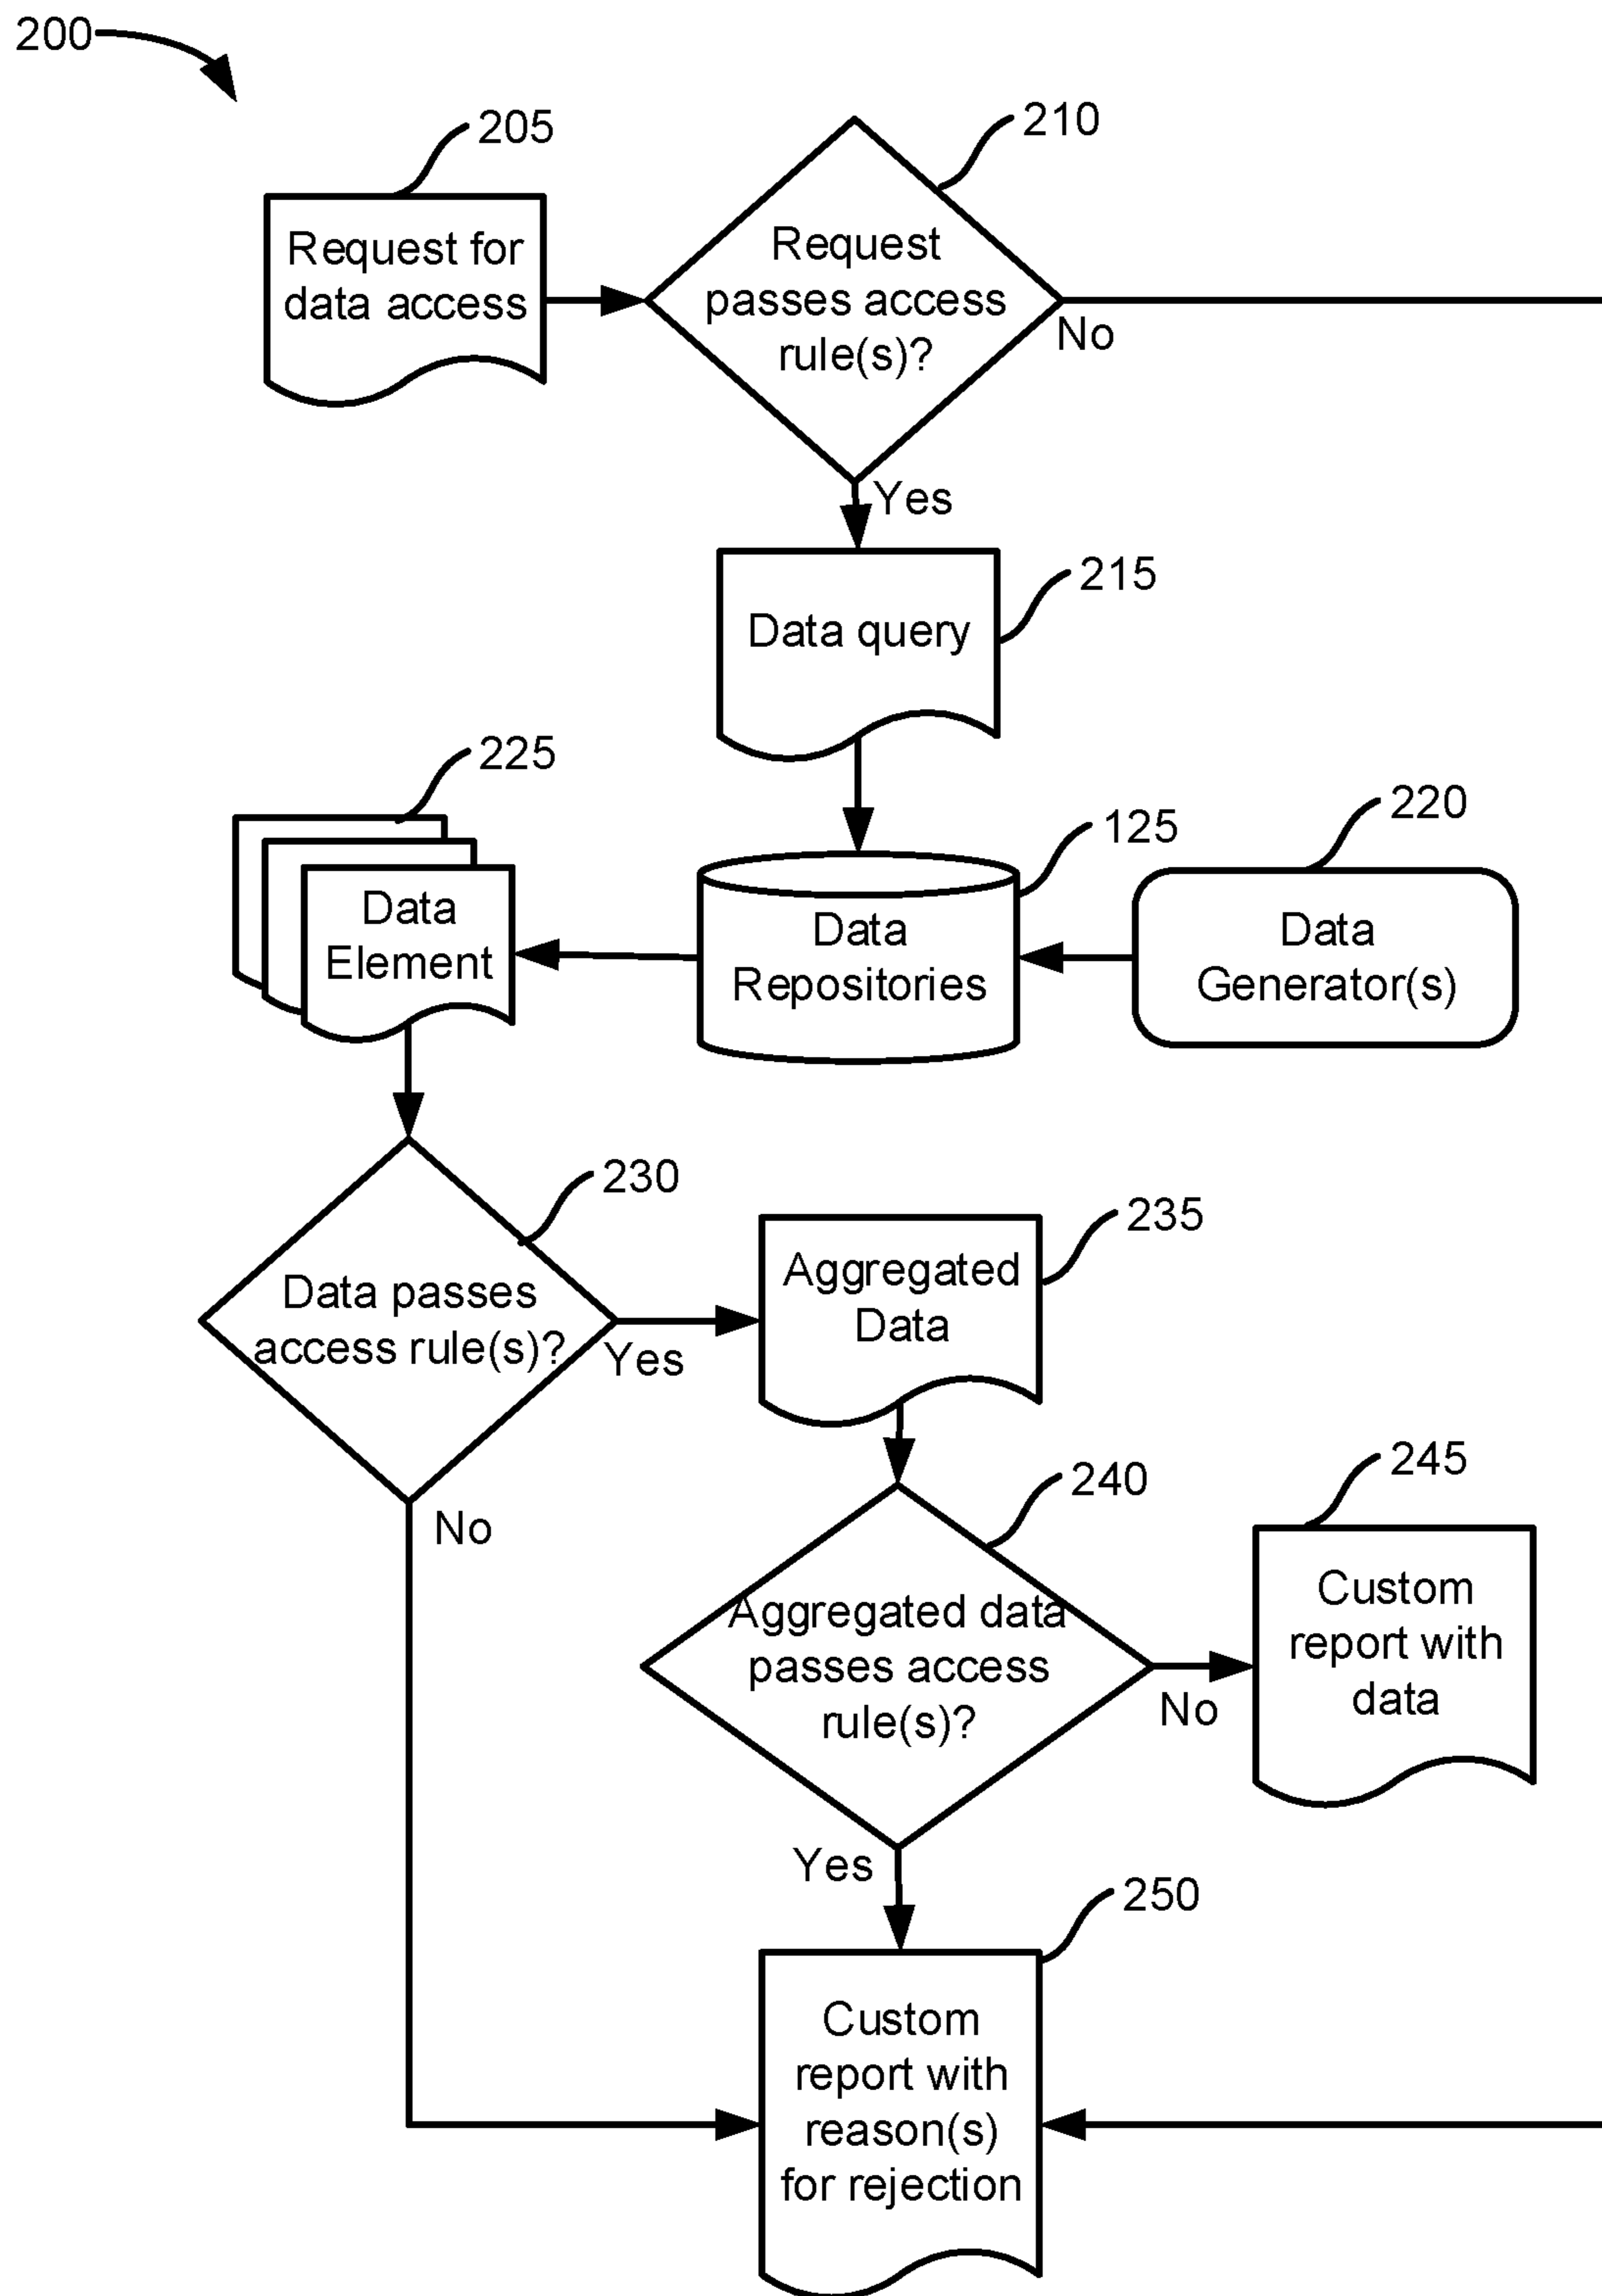 200
205
210
Request for
data access
Request
passes access
rule(s)?
No
Yes
215
Data query
225
125
220
Data
Element
Data
Repositories
Data
Generator(s)
230
235
Data passes
access rule(s)?
Yes
No
Aggregated
Data
240
245
Aggregated data
passes access
rule(s)?
No
Yes
Custom
report with
data
250
Custom
report with
reason(s)
for rejection